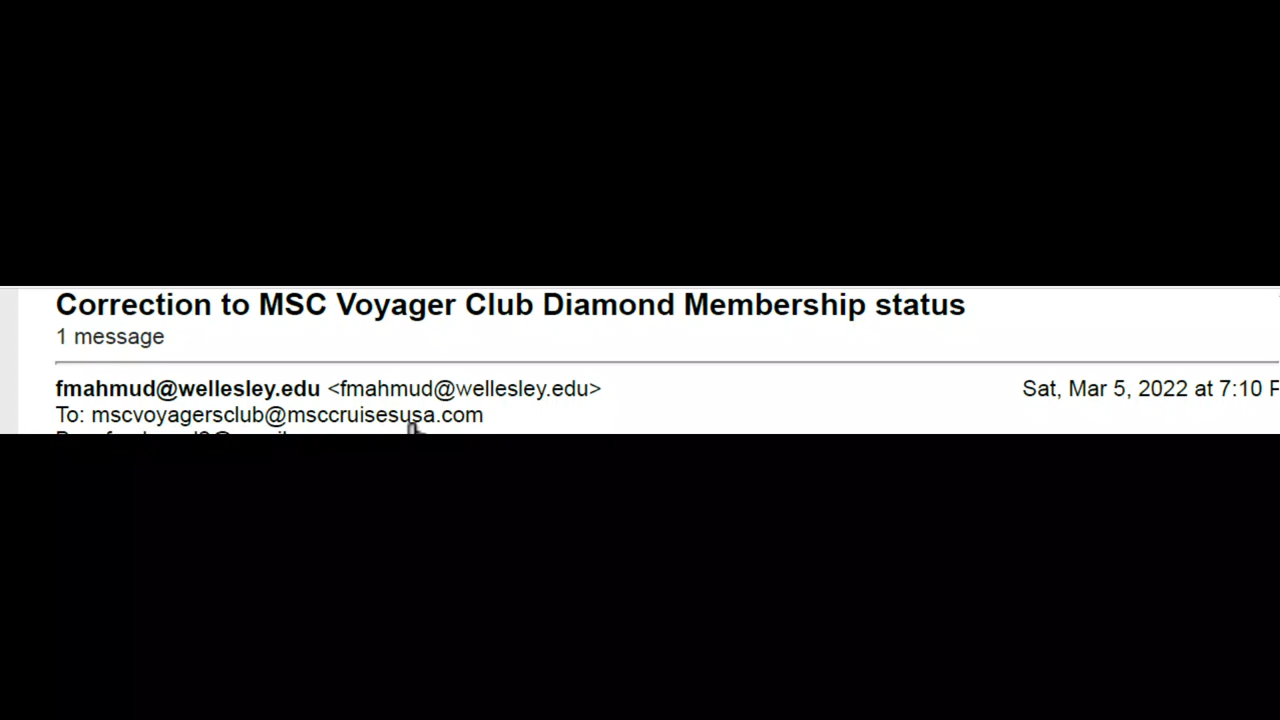 Correction to MSC Voyager Club Diamond Membership status
1 message
fmahmud@wellesley.edu <fmahmud@wellesley.edu>
Sat, Mar 5, 2022 at 7:10
To: mscvoyagersclub@msccruisesusa.com